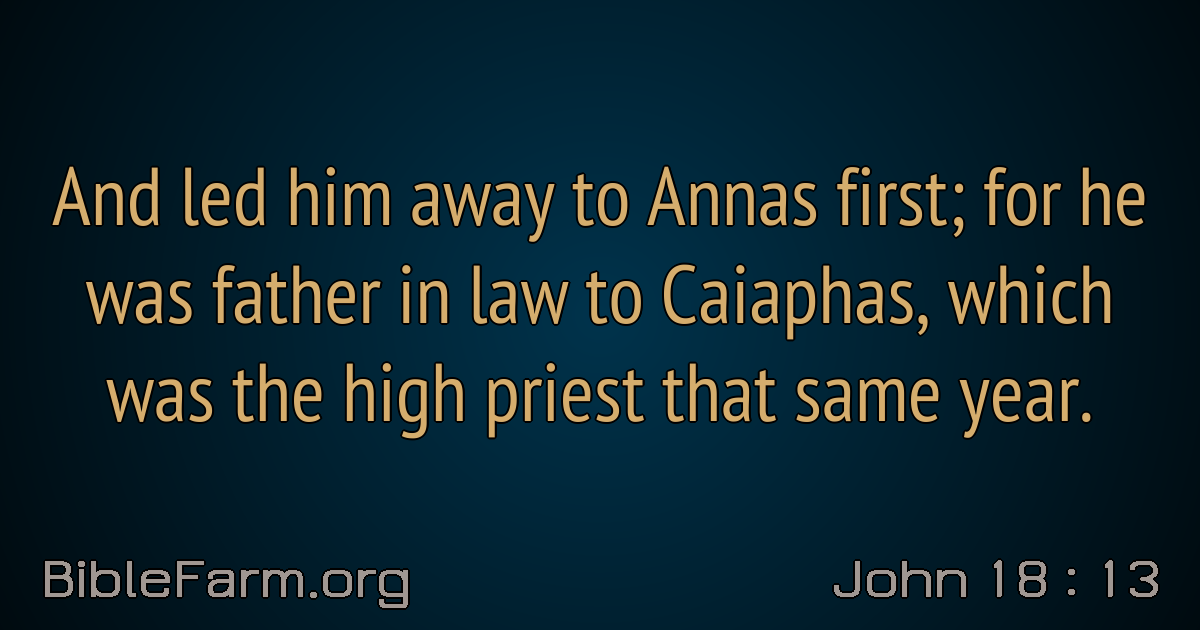 And led him away to Annas first; for he
was father in law to Caiaphas, which
was the high priest that same year.
BibleFarm.org
John 18 : 13